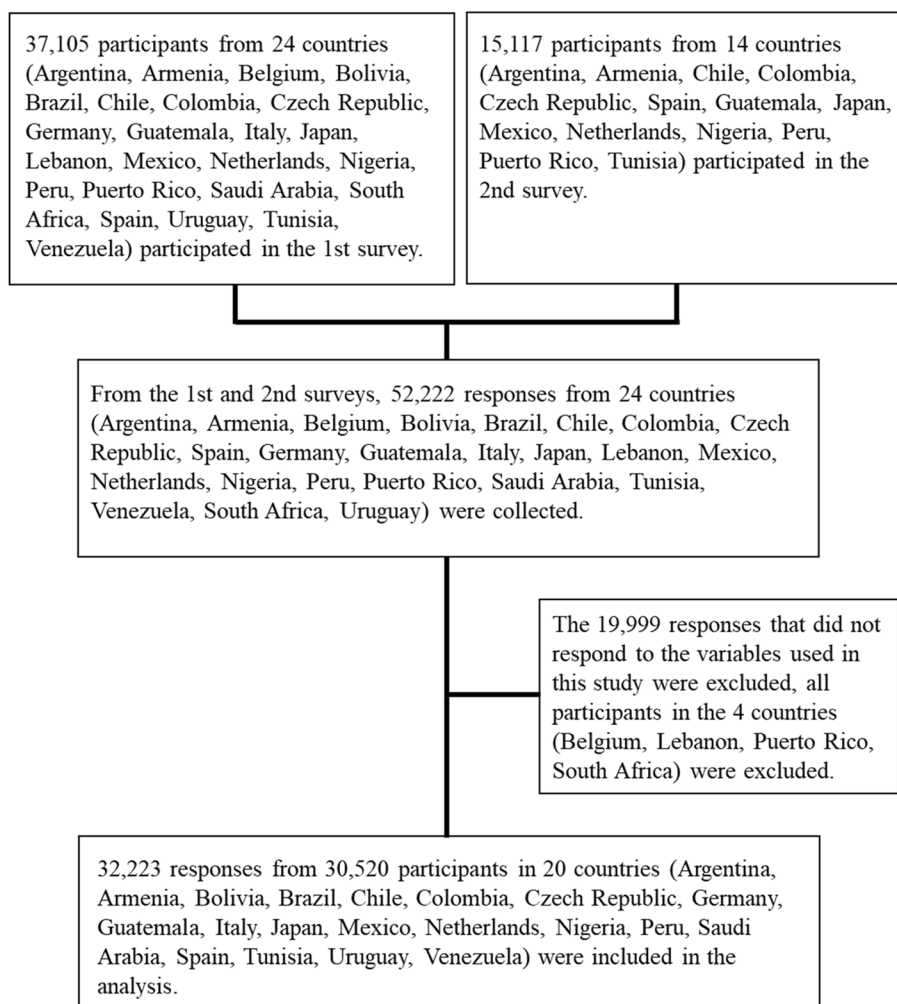 37,105 participants from 24 countries
(Argentina, Armenia, Belgium, Bolivia,
Brazil, Chile, Colombia, Czech Republic,
Germany, Guatemala, Italy, Japan,
Lebanon, Mexico, Netherlands, Nigeria,
Peru, Puerto Rico, Saudi Arabia, South
Africa, Spain, Uruguay, Tunisia,
Venezuela) participated in the 1st survey.
15,117 participants from 14 countries
(Argentina, Armenia, Chile, Colombia,
Czech Republic, Spain, Guatemala, Japan,
Mexico, Netherlands, Nigeria, Peru,
Puerto Rico, Tunisia) participated in the
2nd survey.
From the 1st and 2nd surveys, 52,222 responses from 24 countries
(Argentina, Armenia, Belgium, Bolivia, Brazil, Chile, Colombia, Czech
Republic, Spain, Germany, Guatemala, Italy, Japan, Lebanon, Mexico,
Netherlands, Nigeria, Peru, Puerto Rico, Saudi Arabia, Tunisia,
Venezuela, South Africa, Uruguay) were collected.
The 19,999 responses that did not
respond to the variables used in
this study were excluded, all
participants in the 4 countries
(Belgium, Lebanon, Puerto Rico,
South Africa) were excluded.
32,223 responses from 30,520 participants in 20 countries (Argentina,
Armenia, Bolivia, Brazil, Chile, Colombia, Czech Republic, Germany,
Guatemala, Italy, Japan, Mexico, Netherlands, Nigeria, Peru, Saudi
Arabia, Spain, Tunisia, Uruguay, Venezuela) were included in the
analysis.